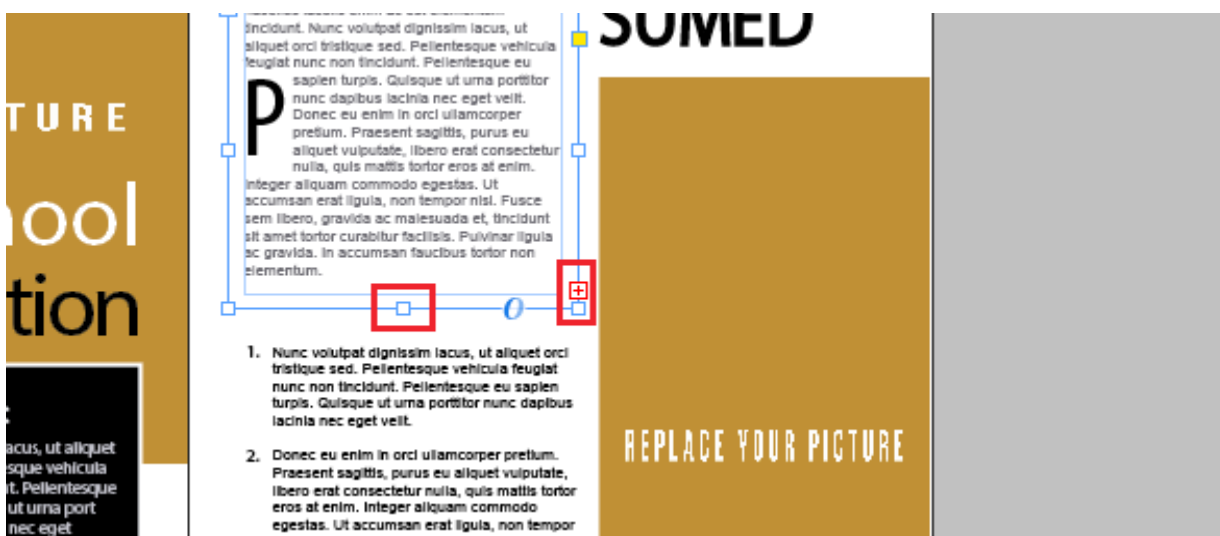 TURE
ool
tion
acus, ut aliquet
esque vehicula
t. Pellentesque
ut urna port
nec eget
tincidunt. Nunc volutpat dignissim lacus, ut
aliquet orci tristique sed. Pellentesque vehicula
feugiat nunc non tincidunt. Pellentesque eu
P sapien turpis. Quisque ut urna porttitor
nunc dapibus lacinia nec eget velit.
Donec eu enim in orci ullamcorper
pretium. Praesent sagittis, purus eu
aliquet vulputate, libero erat consectetur
nulla, quis mattis tortor eros at enim.
Integer aliquam commodo egestas. Ut
accumsan erat ligula, non tempor nisl. Fusce
sem libero, gravida ac malesuada et, tincidunt
sit amet tortor curabitur facilisis. Pulvinar ligula
ac gravida. In accumsan faucibus tortor non
elementum.
1. Nunc volutpat dignissim lacus, ut aliquet orci
tristique sed. Pellentesque vehicula feugiat
nunc non tincidunt. Pellentesque eu sapien
turpis. Quisque ut urna porttitor nunc dapibus
lacinia nec eget velit.
2. Donec eu enim in orci ullamcorper pretium.
Praesent sagittis, purus eu aliquet vulputate,
libero erat consectetur nulla, quis mattis tortor
eros at enim. Integer aliquam commodo
egestas. Ut accumsan erat ligula, non tempor
SUMED
REPLACE YOUR PICTURE